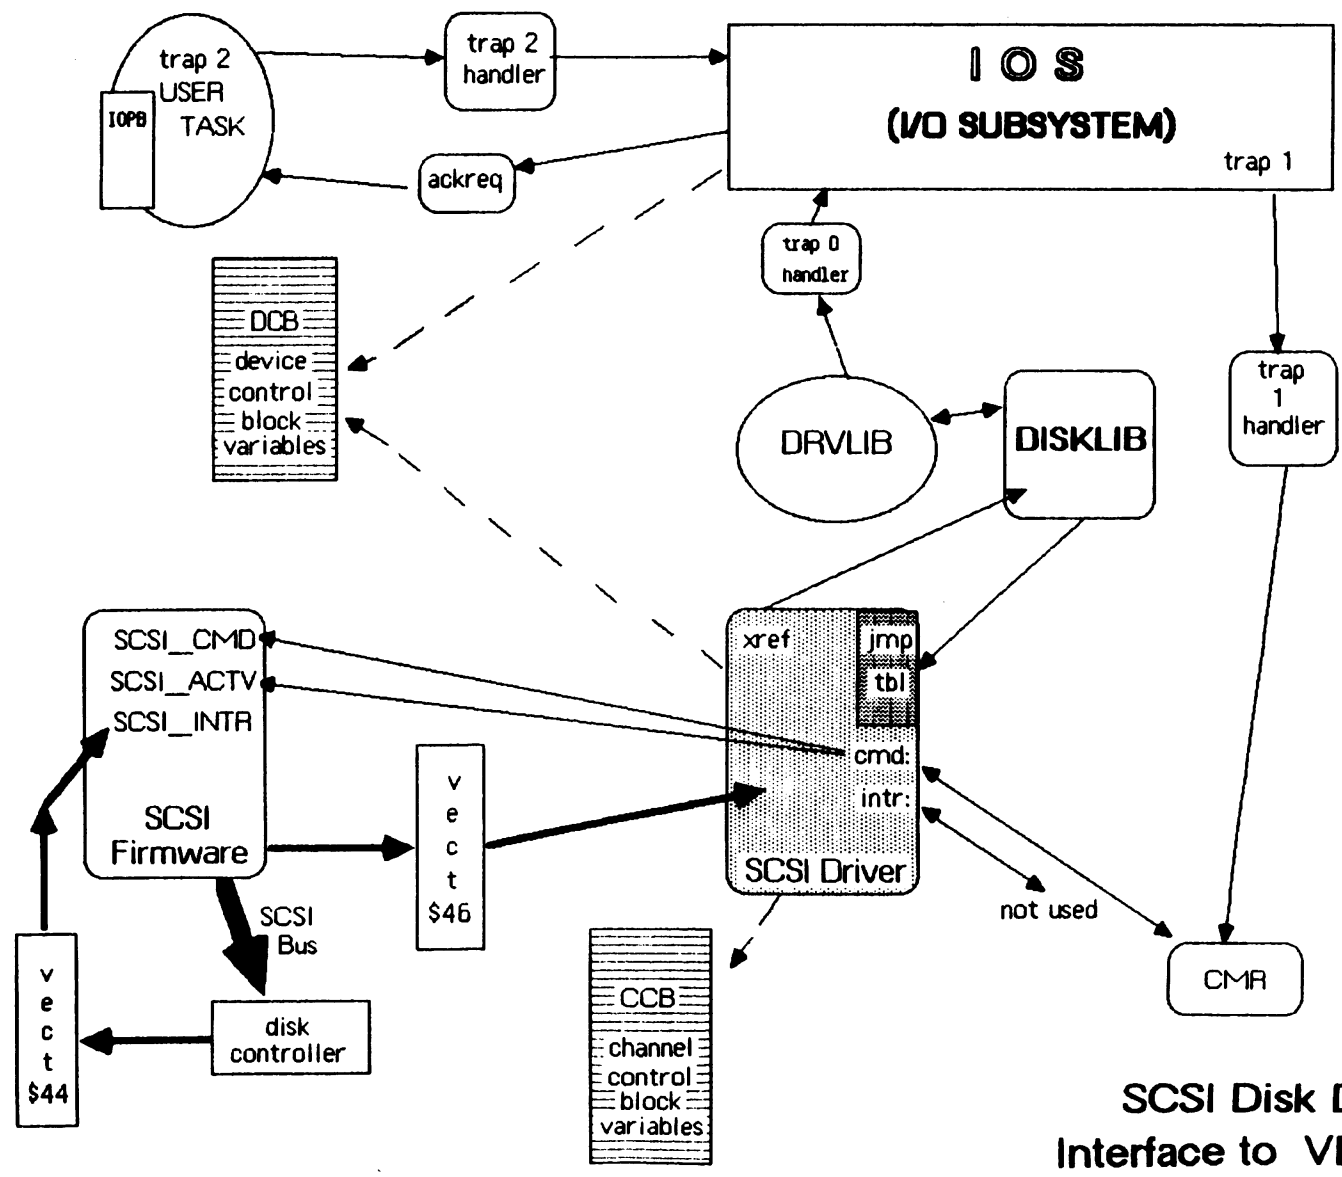 trap 2
USER
TASK
IOPB
trap 2
handler
IOS
(I/O SUBSYSTEM)
trap 1
ackreq
trap 0
handler
DCB
device
control
block
variables
DRVLIB
DISKLIB
trap
1
handler
SCSI_CMD
SCSI_ACTV
SCSI_INTR
SCSI
Firmware
xref
jmp
tbl
cmd:
intr:
SCSI Driver
v
e
c
t
$46
not used
SCSI
Bus
CMR
v
e
c
t
$44
disk
controller
CCB
channel
control
block
variables
SCSI Disk
Interface to